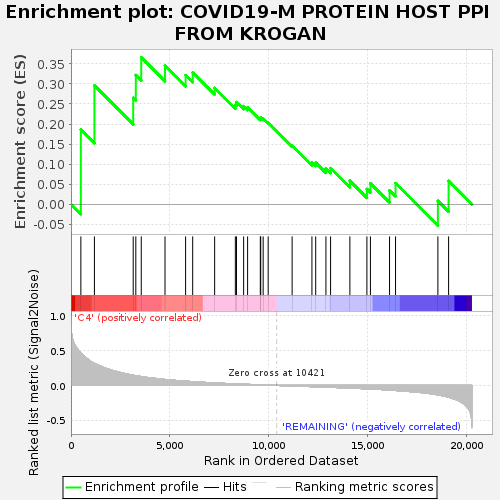 Enrichment plot: COVID19-M PROTEIN HOST PPI
FROM KROGAN
Enrichment score (ES)
0.35
0.30
0.25
0.20
0.15
0.10
0.05
0.00
-0.05
Ranked list metric (Signal2Noise)
1.0
0.5
0.0
-0.5
'C4' (positively correlated)
Zero cross at 10421
'REMAINING' (negatively correlated)
0
5,000
10,000
15,000
20,000
Rank in Ordered Dataset
Enrichment profile
Hits
Ranking metric scores